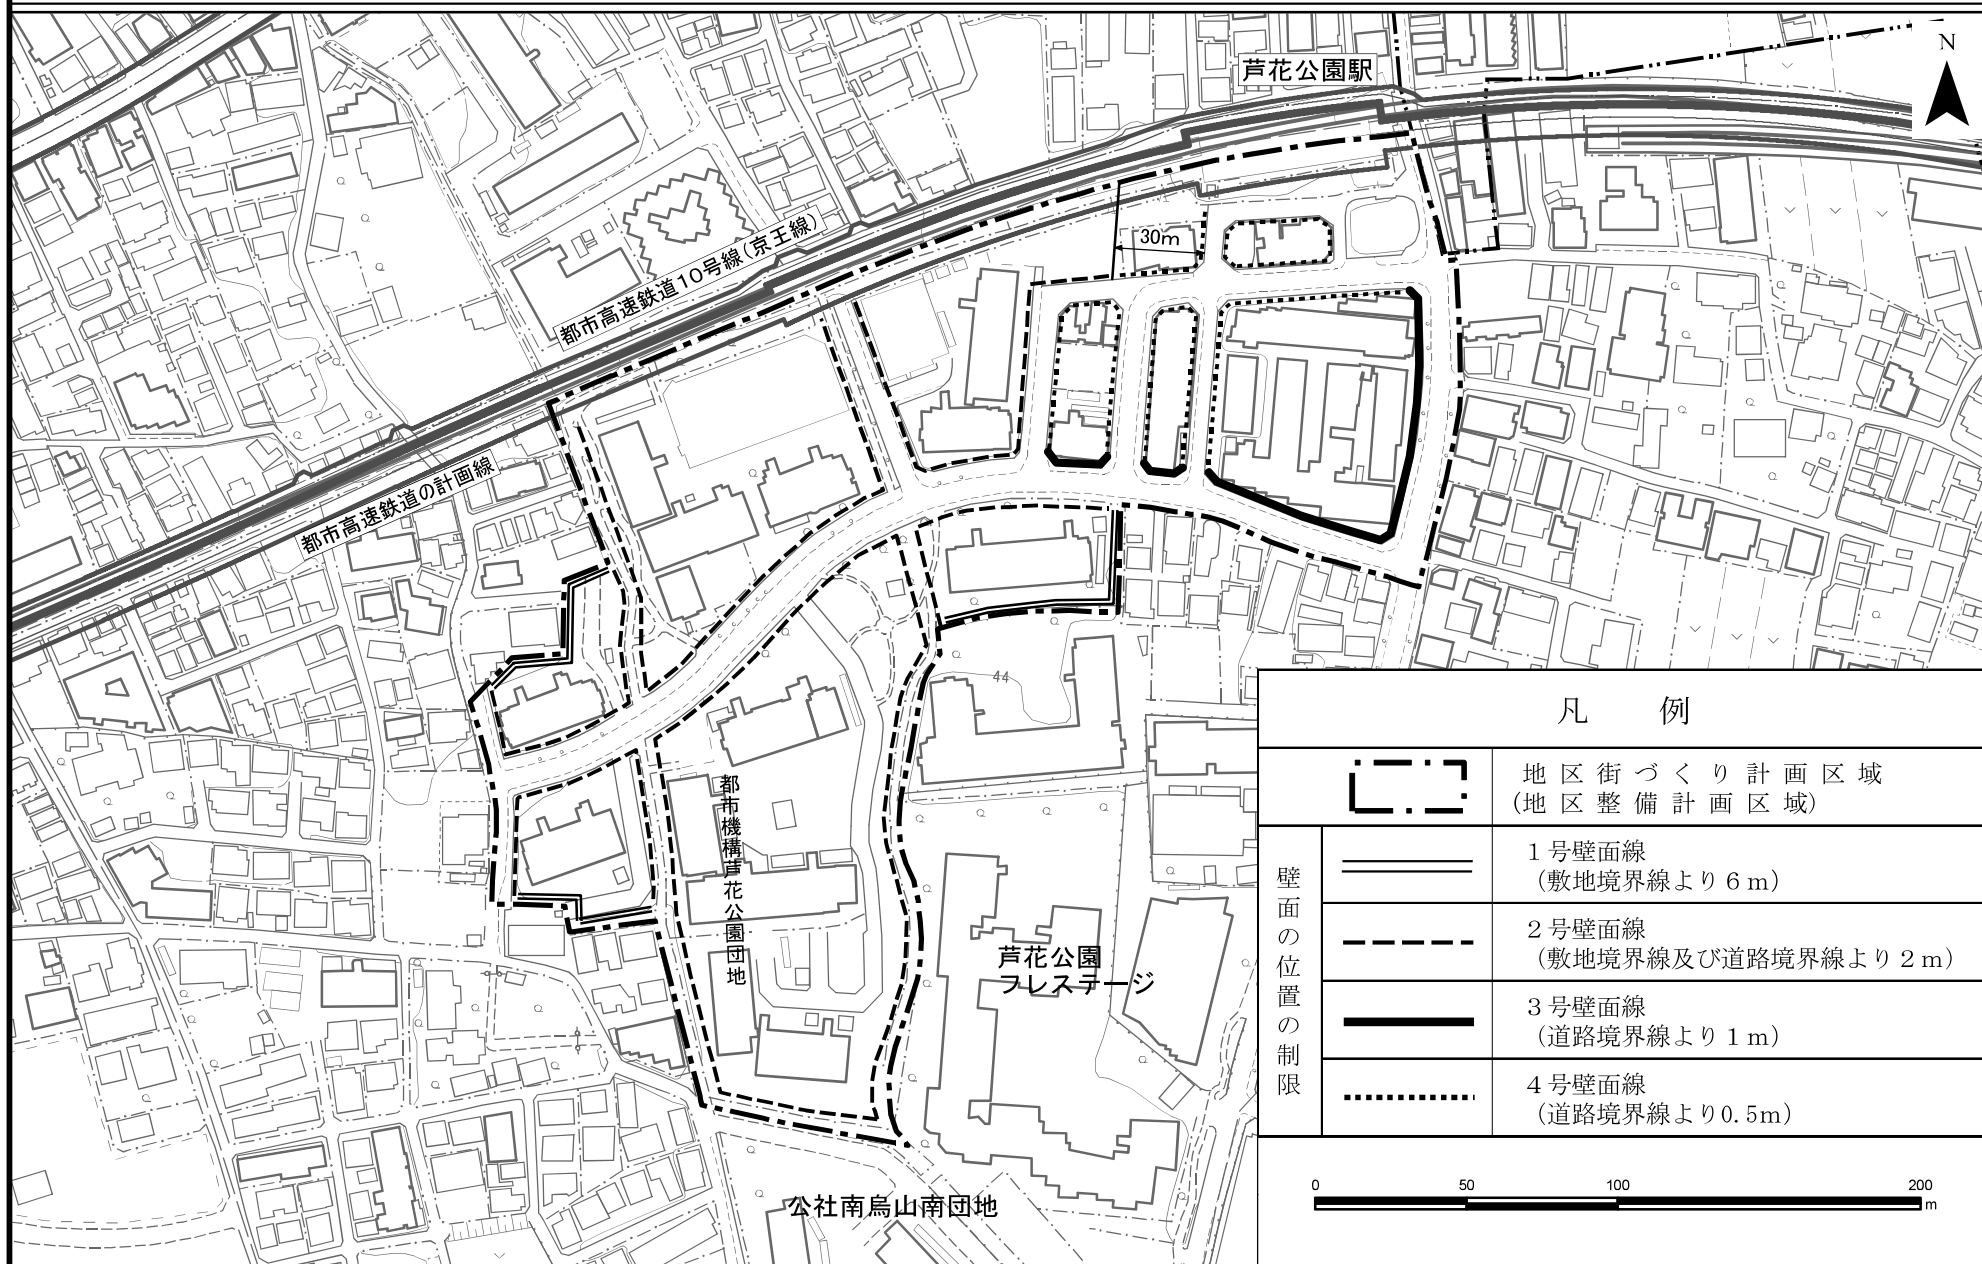 芦花公園駅
N
30m
都市高速鉄道10号線（京王線）
都市高速鉄道の計画線
44
都市機構芦花公園団地
芦花公園
フレステージ
公社南烏山南団地
凡　例
地区街づくり計画区域
(地区整備計画区域)
壁面の位置の制限
１号壁面線
（敷地境界線より６ｍ）
２号壁面線
（敷地境界線及び道路境界線より２ｍ）
３号壁面線
（道路境界線より１ｍ）
４号壁面線
（道路境界線より0.5m）
0 50 100 200
m